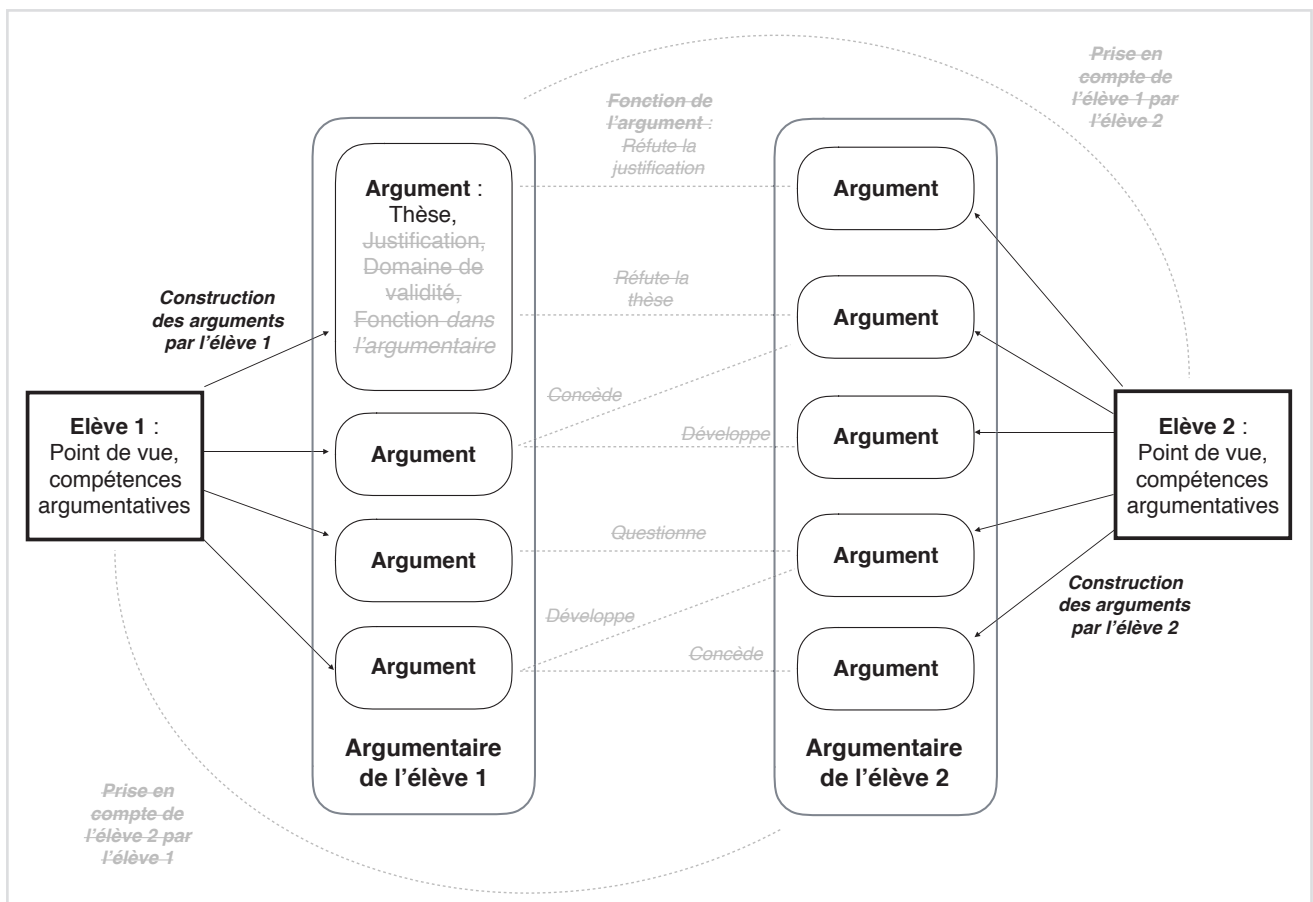 Prise en
compte de
l'élève 1 par
l'élève 2
Fonction de
l'argument :
Réfute la
justification
Argument :
Thèse,
Justification,
Domaine de
validité,
Fonction dans
l'argumentaire
Argument
Réfute la
thèse
Argument
Construction
des arguments
par l'élève 1
Concède
Développe
Argument
Argument
Elève 1 :
Point de vue,
compétences
argumentatives
Elève 2 :
Point de vue,
compétences
argumentatives
Questionne
Argument
Argument
Développe
Construction
des arguments
par l'élève 2
Concède
Argument
Argument
Argumentaire
de l'élève 1
Argumentaire
de l'élève 2
Prise en
compte de
l'élève 2 par
l'élève 1